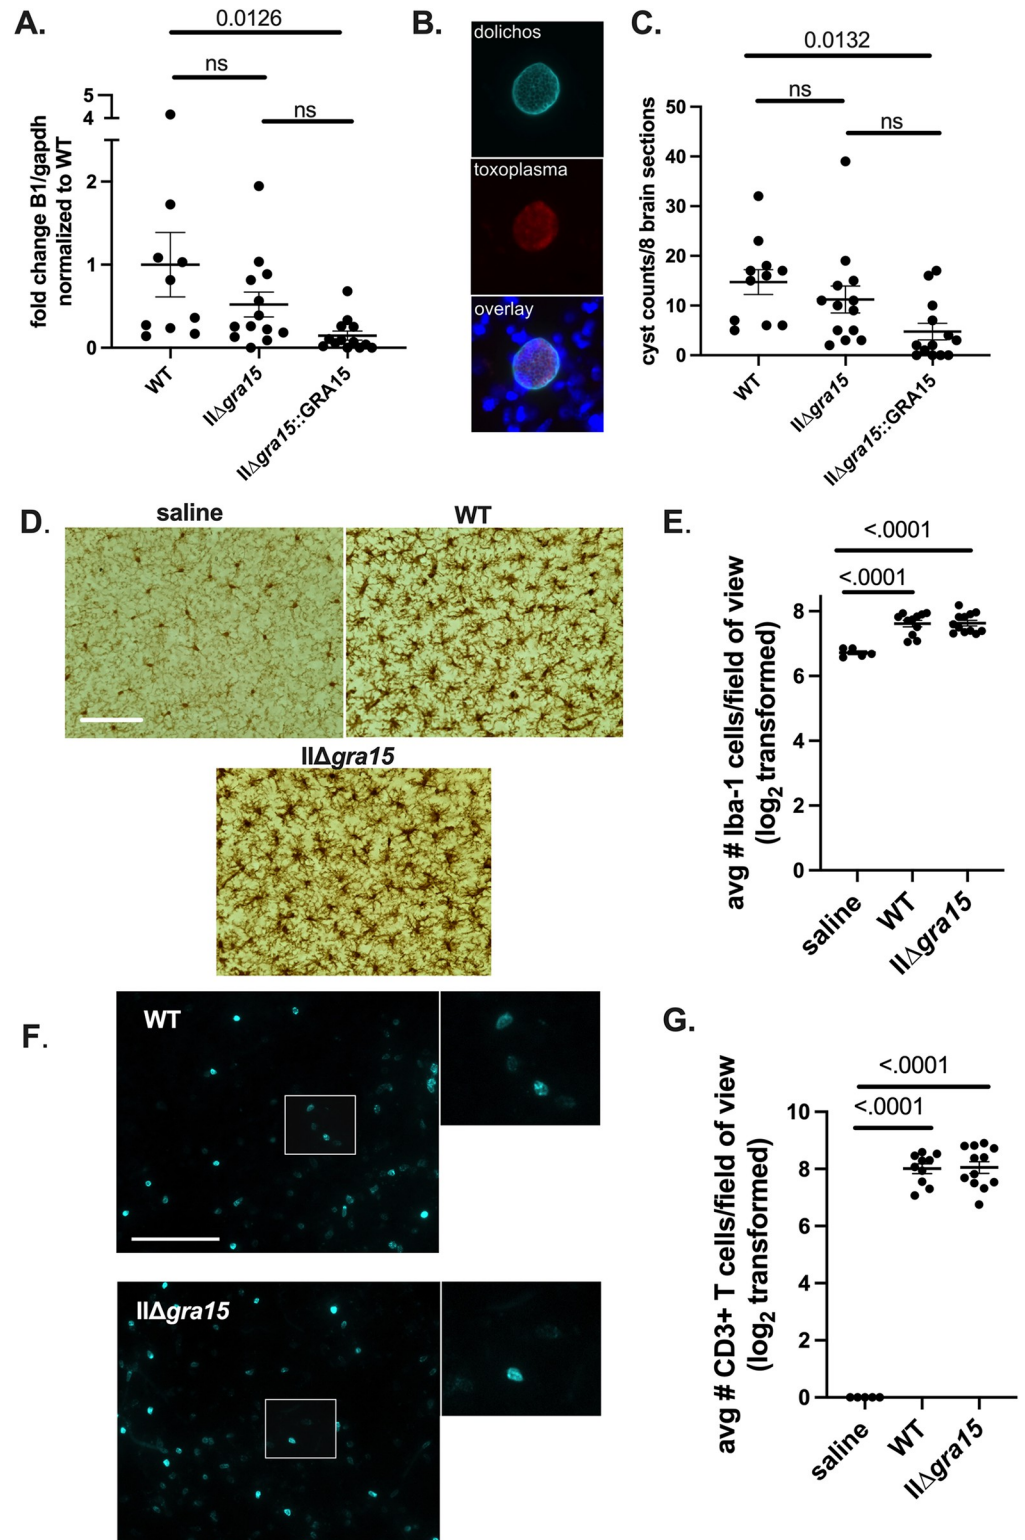 A.
0.0126
ns
ns
5
4
2
1
0
fold change B1/gapdh
normalized to WT
WT
IIΔgra15
IIΔgra15::GRA15
B.
dolichos
toxoplasma
overlay
C.
0.0132
ns
ns
50
40
30
20
10
0
cyst counts/8 brain sections
WT
IIΔgra15
IIΔgra15::GRA15
D.
saline
WT
IIΔgra15
E.
<.0001
<.0001
8
6
4
2
0
avg # Iba-1 cells/field of view
(log2 transformed)
saline
WT
IIΔgra15
F.
WT
IIΔgra15
G.
<.0001
<.0001
10
8
6
4
2
0
avg # CD3+ T cells/field of view
(log2 transformed)
saline
WT
IIΔgra15